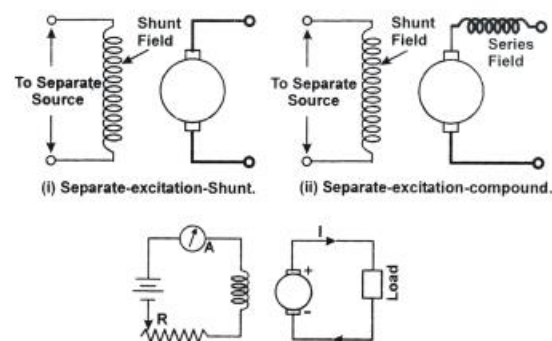 Shunt
Field
To Separate
Source
(i) Separate-excitation-Shunt.
Shunt
Field
Series
Field
To Separate
Source
(ii) Separate-excitation-compound.
A
R
I
+
-
Load